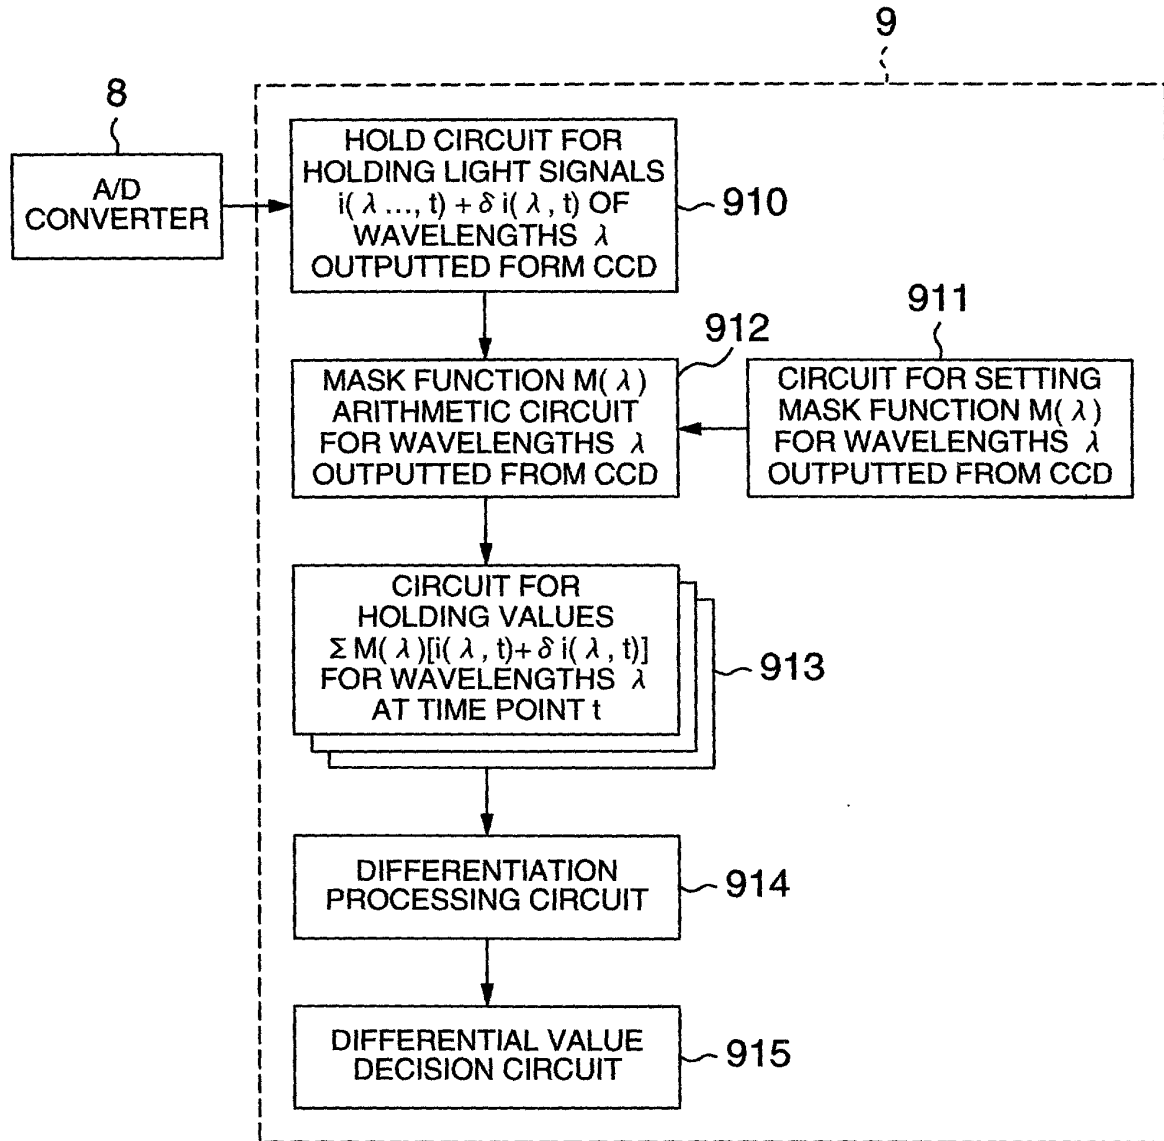 9
8
A/D
CONVERTER
HOLD CIRCUIT FOR
HOLDING LIGHT SIGNALS
i( λ ..., t) + δ i( λ , t) OF
WAVELENGTHS λ
OUTPUTTED FORM CCD
910
911
912
MASK FUNCTION M( λ )
ARITHMETIC CIRCUIT
FOR WAVELENGTHS λ
OUTPUTTED FROM CCD
CIRCUIT FOR SETTING
MASK FUNCTION M( λ )
FOR WAVELENGTHS λ
OUTPUTTED FROM CCD
CIRCUIT FOR
HOLDING VALUES
Σ M( λ )[i( λ , t)+ δ i( λ , t)]
FOR WAVELENGTHS λ
AT TIME POINT t
913
DIFFERENTIATION
PROCESSING CIRCUIT
914
DIFFERENTIAL VALUE
DECISION CIRCUIT
915